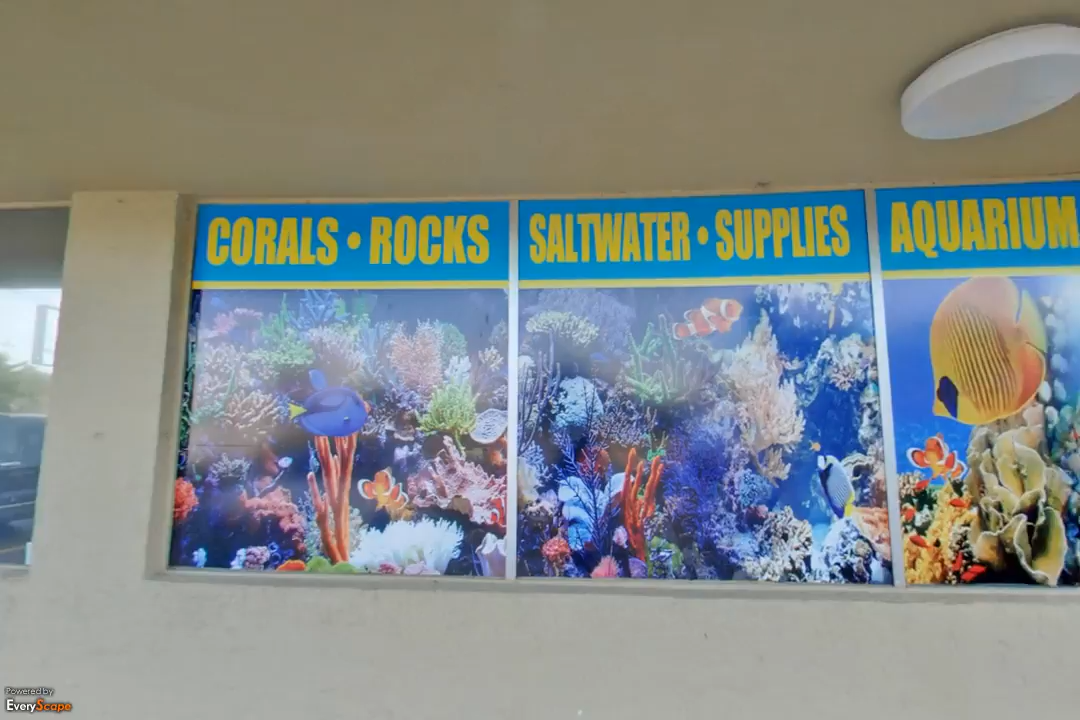 CORALS • ROCKS
SALTWATER • SUPPLIES
AQUARIUM
Powered by
EveryScape